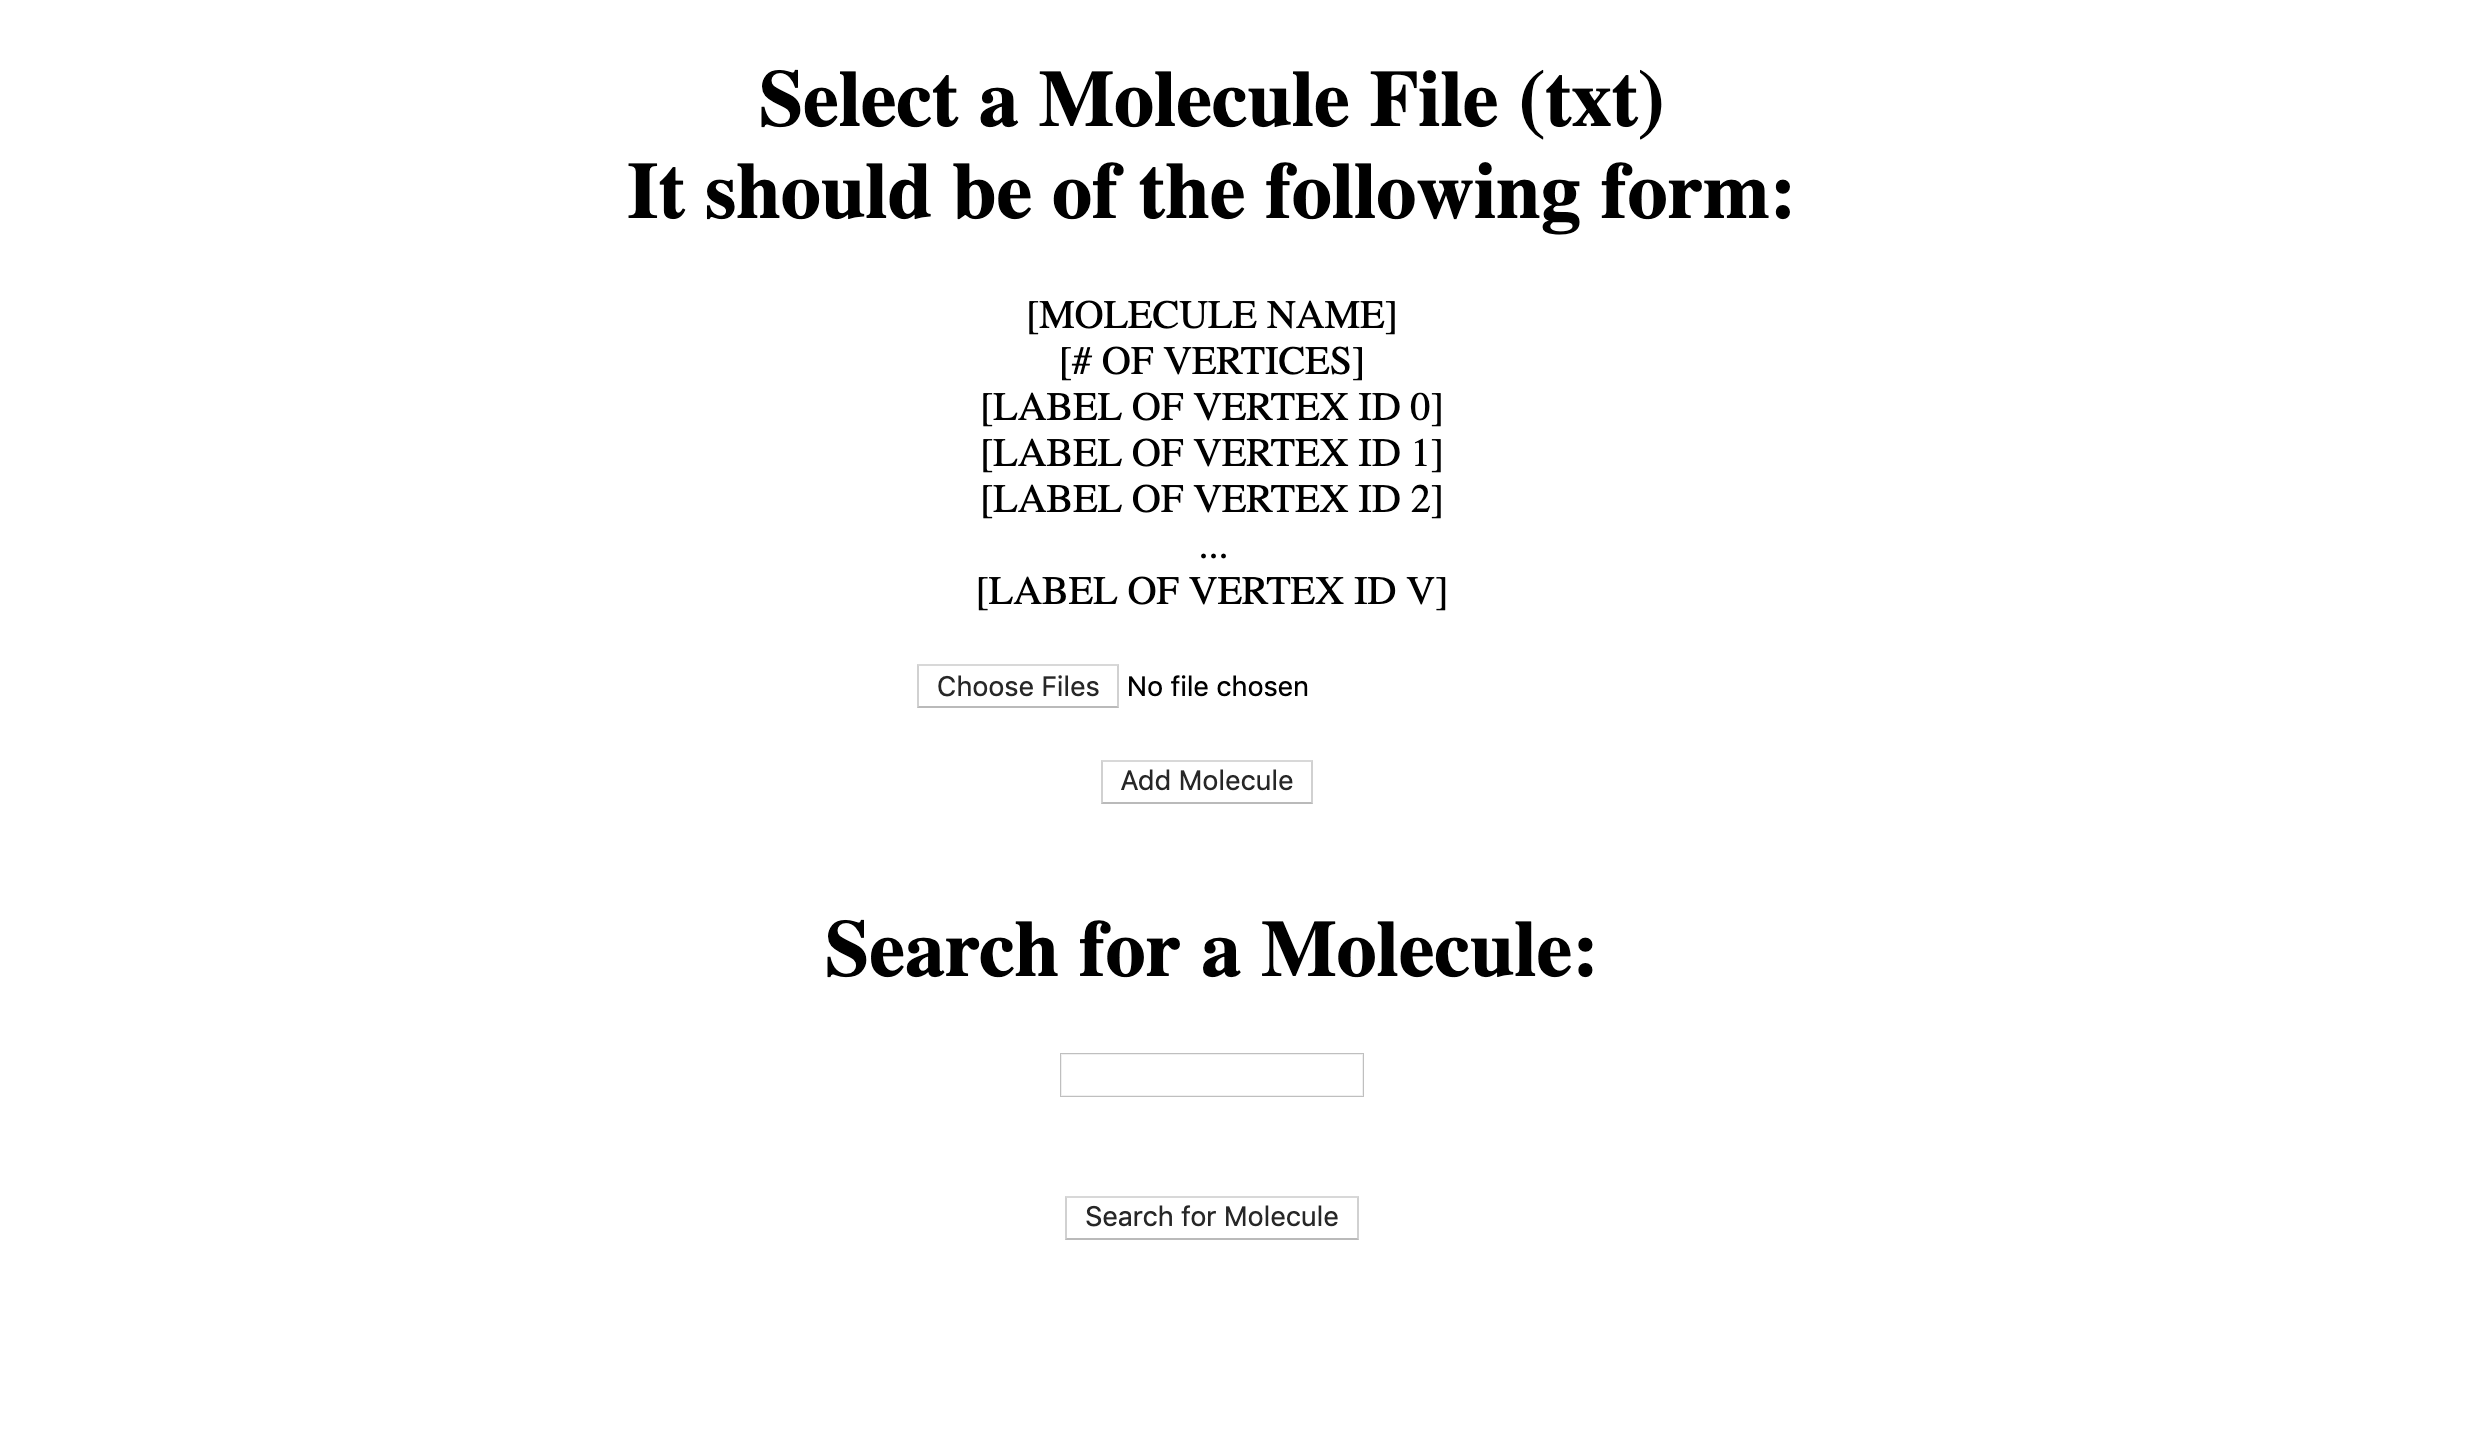 Select a Molecule File (txt)
It should be of the following form:
[MOLECULE NAME]
[# OF VERTICES]
[LABEL OF VERTEX ID 0]
[LABEL OF VERTEX ID 1]
[LABEL OF VERTEX ID 2]
...
[LABEL OF VERTEX ID V]
Choose Files No file chosen
Add Molecule
Search for a Molecule:
Search for Molecule